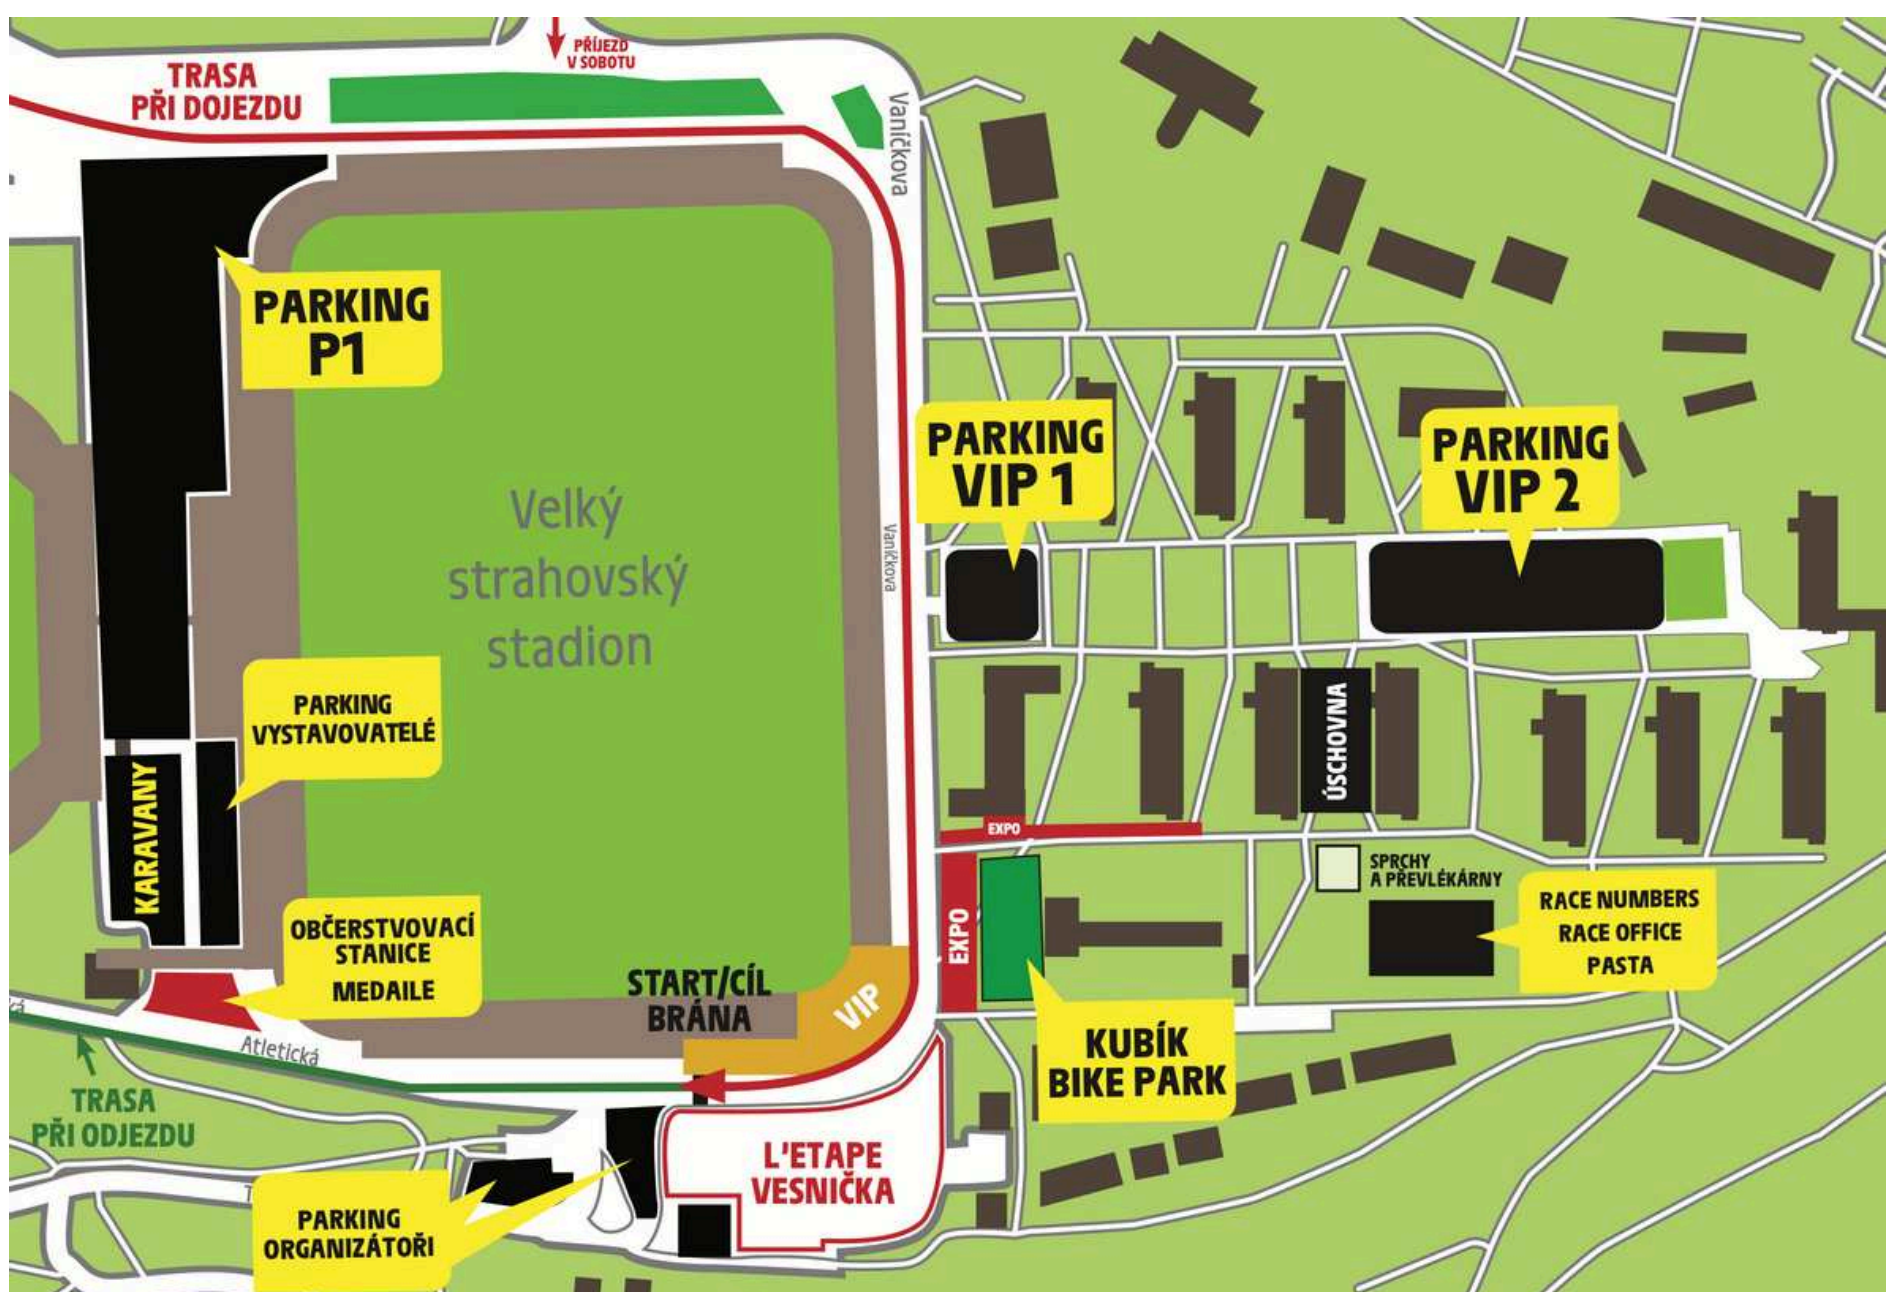 PŘÍJEZD
V SOBOTU
TRASA
PŘI DOJEZDU
Vaníčkova
PARKING
P1
PARKING
VIP 1
PARKING
VIP 2
Velký
strahovský
stadion
Vaníčkova
PARKING
VYSTAVOVATELÉ
KARAVANY
ÚSCHOVNA
EXPO
SPRCHY
A PŘEVLÉKÁRNY
RACE NUMBERS
RACE OFFICE
PASTA
OBČERSTVOVACÍ
STANICE
MEDAILE
EXPO
START/CÍL
BRÁNA
VIP
KUBÍK
BIKE PARK
Atletická
TRASA
PŘI ODJEZDU
L'ETAPE
VESNIČKA
PARKING
ORGANIZÁTOŘI